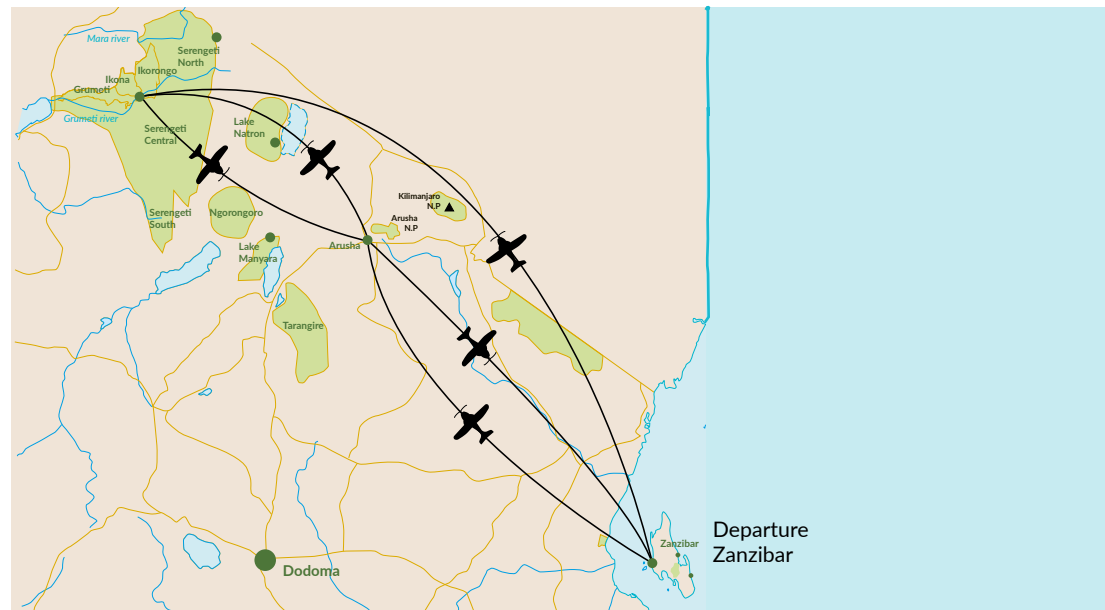 Mara river
Serengeti
North
Ikorongo
Ikona
Grumeti
Grumeti river
Serengeti
Central
Lake
Natron
Kilimanjaro
N.P
Arusha
N.P
Serengeti
South
Ngorongoro
Lake
Manyara
Arusha
Tarangire
Departure
Zanzibar
Zanzibar
Dodoma